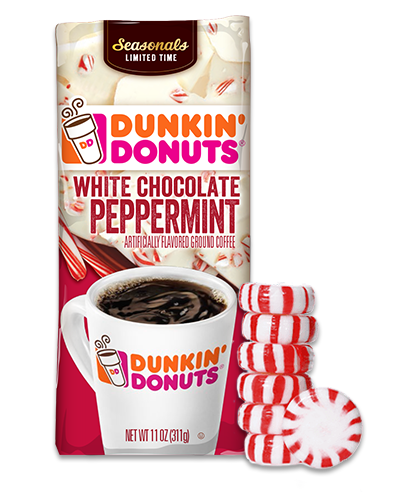 Seasonals
LIMITED TIME
DD
DUNKIN'
DONUTS®
WHITE CHOCOLATE
PEPPERMINT
ARTIFICIALLY FLAVORED GROUND COFFEE
DD
DUNKIN'
DONUTS®
NET WT 11 OZ (311g)